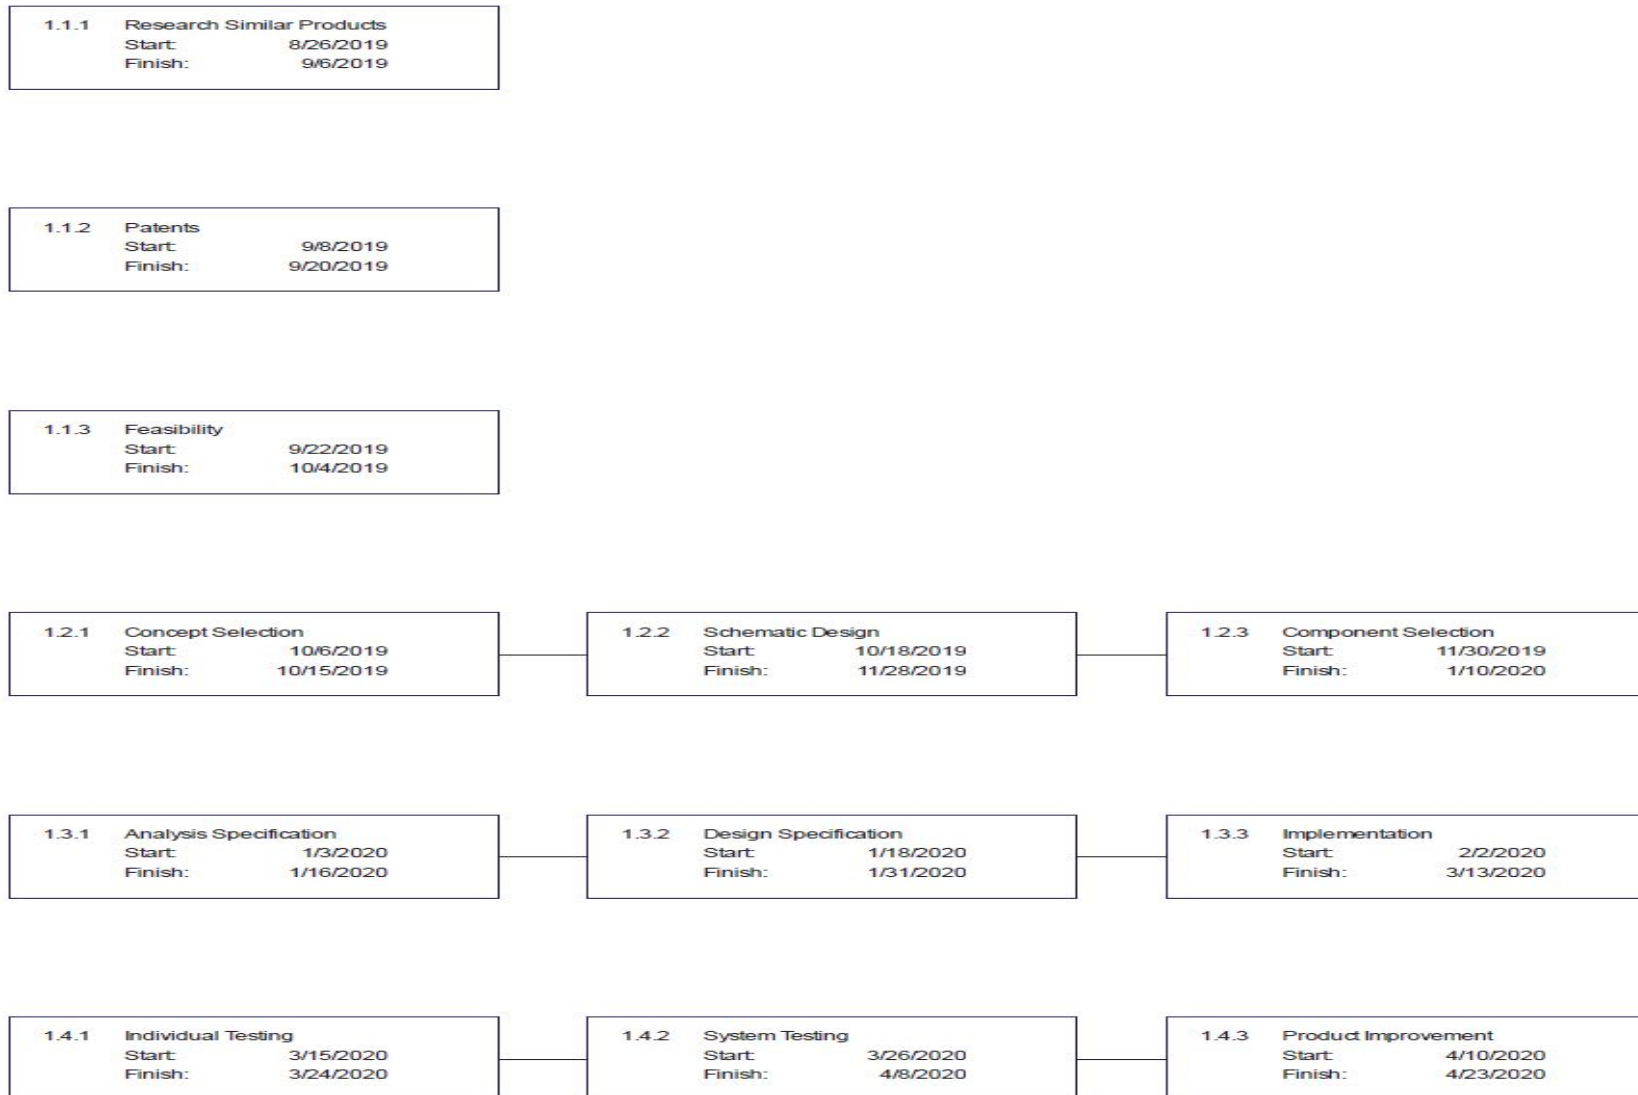 1.1.1 Research Similar Products
Start: 8/26/2019
Finish: 9/6/2019
1.1.2 Patents
Start: 9/8/2019
Finish: 9/20/2019
1.1.3 Feasibility
Start: 9/22/2019
Finish: 10/4/2019
1.2.1 Concept Selection
Start: 10/6/2019
Finish: 10/15/2019
1.2.2 Schematic Design
Start: 10/18/2019
Finish: 11/28/2019
1.2.3 Component Selection
Start: 11/30/2019
Finish: 1/10/2020
1.3.1 Analysis Specification
Start: 1/3/2020
Finish: 1/16/2020
1.3.2 Design Specification
Start: 1/18/2020
Finish: 1/31/2020
1.3.3 Implementation
Start: 2/2/2020
Finish: 3/13/2020
1.4.1 Individual Testing
Start: 3/15/2020
Finish: 3/24/2020
1.4.2 System Testing
Start: 3/26/2020
Finish: 4/8/2020
1.4.3 Product Improvement
Start: 4/10/2020
Finish: 4/23/2020